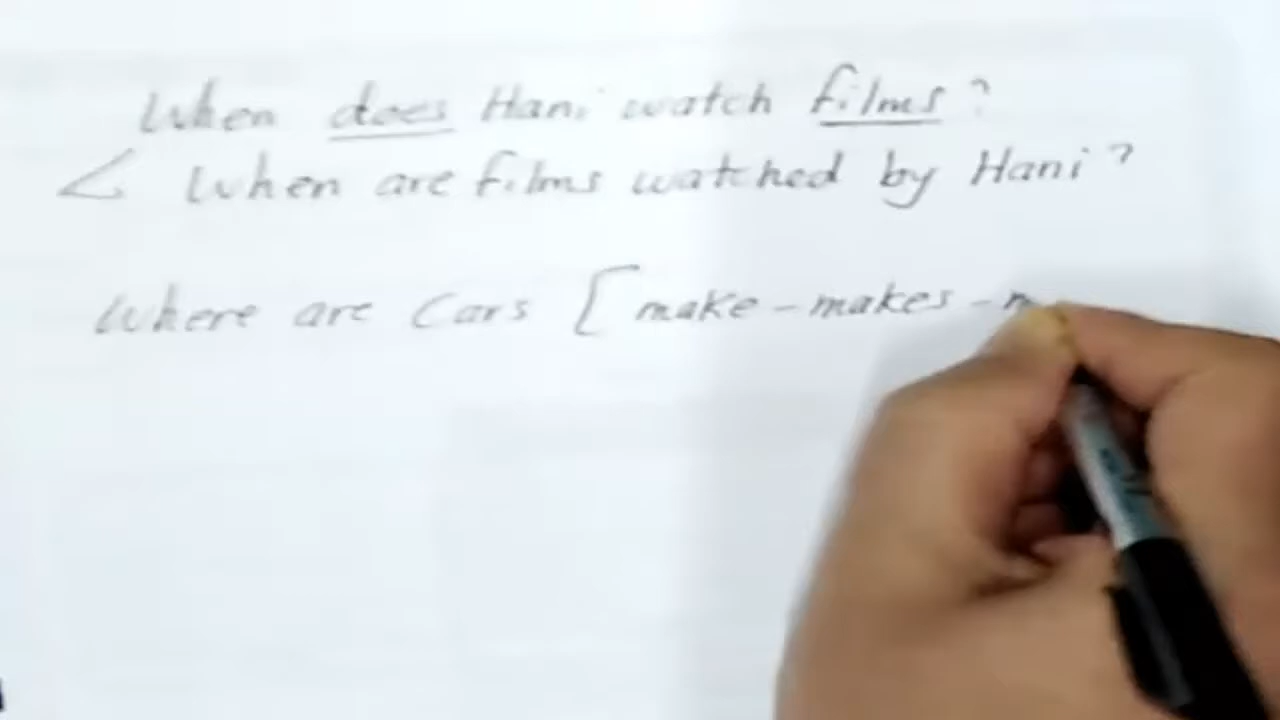 When does Hani watch films?
< When are films watched by Hani?
Where are Cars [ make - makes - m